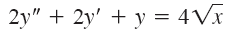 2y″ + 2y′ + y = 4√x